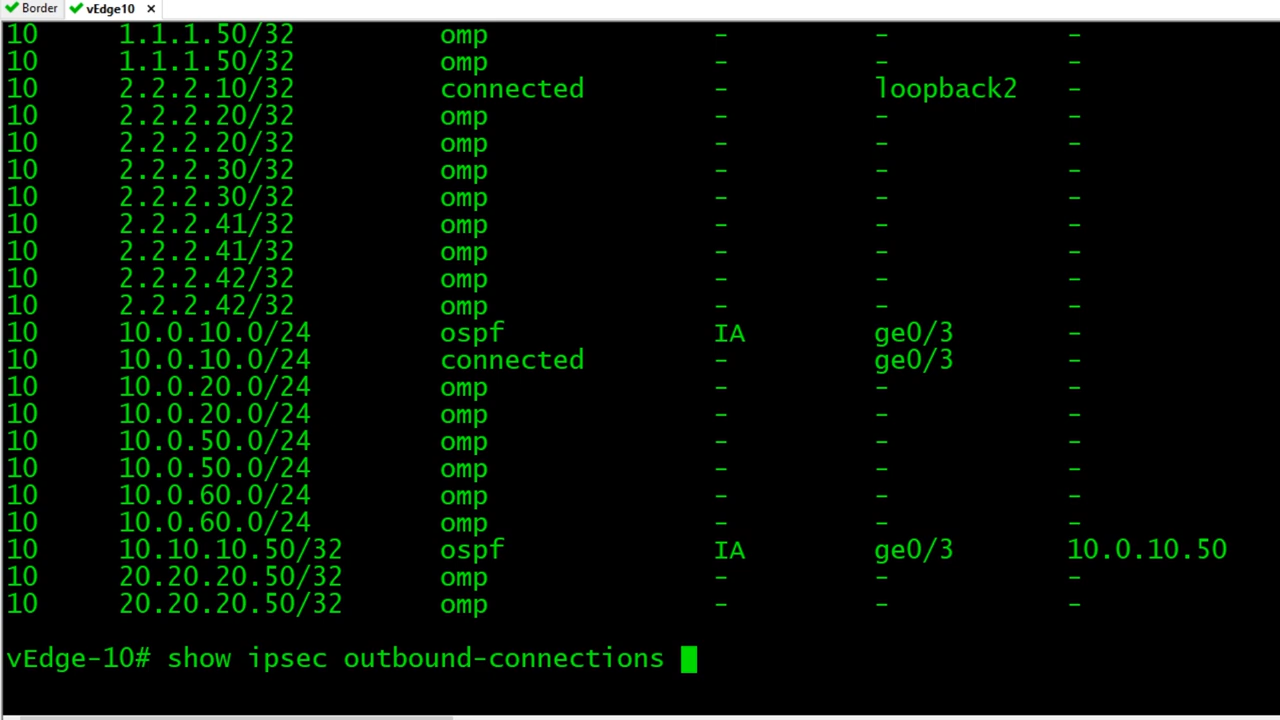 Border vEdge10 ×
10 1.1.1.50/32 omp - - -
10 1.1.1.50/32 omp - - -
10 2.2.2.10/32 connected - loopback2 -
10 2.2.2.20/32 omp - - -
10 2.2.2.20/32 omp - - -
10 2.2.2.30/32 omp - - -
10 2.2.2.30/32 omp - - -
10 2.2.2.41/32 omp - - -
10 2.2.2.41/32 omp - - -
10 2.2.2.42/32 omp - - -
10 2.2.2.42/32 omp - - -
10 10.0.10.0/24 ospf IA ge0/3 -
10 10.0.10.0/24 connected - ge0/3 -
10 10.0.20.0/24 omp - - -
10 10.0.20.0/24 omp - - -
10 10.0.50.0/24 omp - - -
10 10.0.50.0/24 omp - - -
10 10.0.60.0/24 omp - - -
10 10.0.60.0/24 omp - - -
10 10.10.10.50/32 ospf IA ge0/3 10.0.10.50
10 20.20.20.50/32 omp - - -
10 20.20.20.50/32 omp - - -
vEdge-10# show ipsec outbound-connections